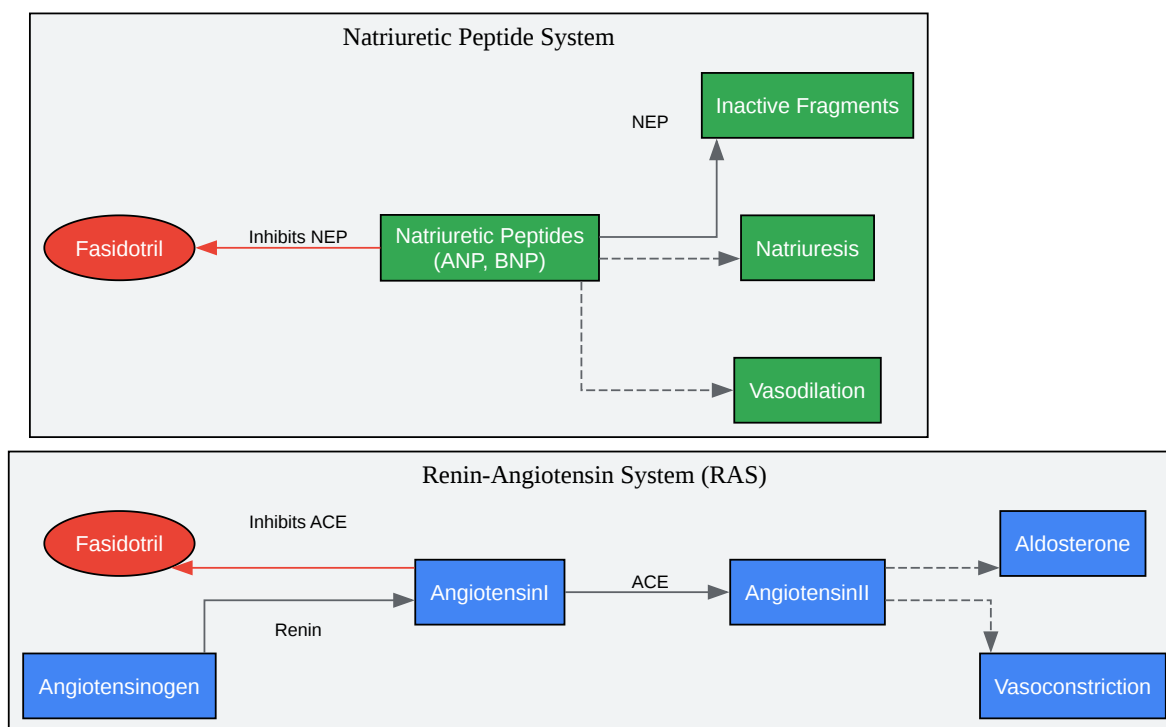 Natriuretic Peptide System
Inactive Fragments
NEP
Fasidotril
Inhibits NEP
Natriuretic Peptides
(ANP, BNP)
Natriuresis
Vasodilation
Renin-Angiotensin System (RAS)
Fasidotril
Inhibits ACE
AngiotensinI
ACE
AngiotensinII
Aldosterone
Renin
Angiotensinogen
Vasoconstriction